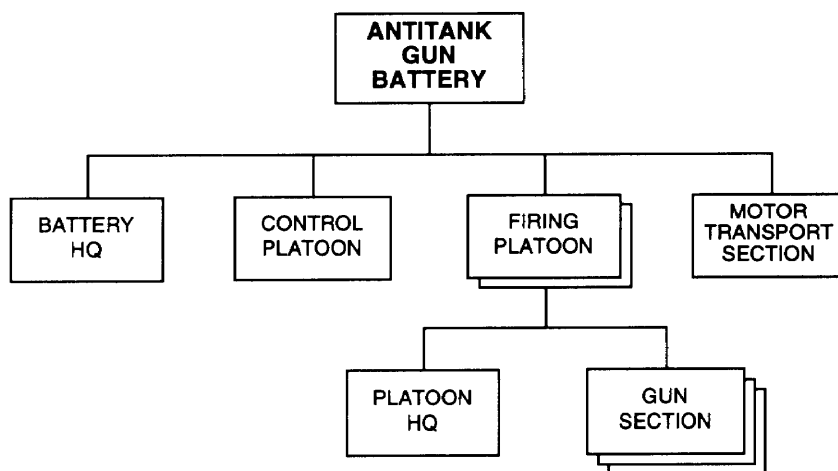 ANTITANK
GUN
BATTERY
BATTERY
HQ
CONTROL
PLATOON
FIRING
PLATOON
MOTOR
TRANSPORT
SECTION
PLATOON
HQ
GUN
SECTION